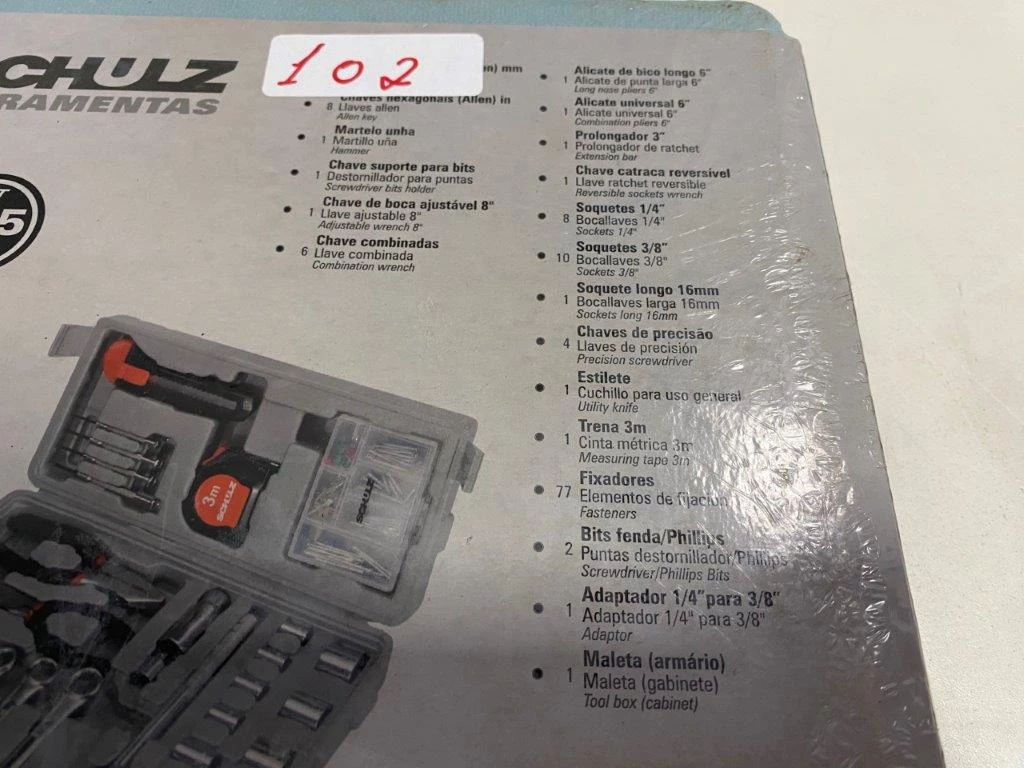 CHULZ
RAMENTAS
102
en) mm
Chaves hexagonais (Allen) in
8 Llaves allen
Allen key
Martelo unha
1 Martillo uña
Hammer
Chave suporte para bits
1 Destornillador para puntas
Screwdriver bits holder
Chave de boca ajustável 8"
1 Llave ajustable 8"
Adjustable wrench 8"
Chave combinadas
6 Llave combinada
Combination wrench
5
Alicate de bico longo 6"
1 Alicate de punta larga 6"
Long nose pliers 6"
Alicate universal 6"
1 Alicate universal 6"
Combination pliers 6"
Prolongador 3"
1 Prolongador de ratchet
Extension bar
Chave catraca reversível
1 Llave ratchet reversible
Reversible sockets wrench
Soquetes 1/4"
8 Bocallaves 1/4"
Sockets 1/4"
Soquetes 3/8"
10 Bocallaves 3/8"
Sockets 3/8"
Soquete longo 16mm
1 Bocallaves larga 16mm
Sockets long 16mm
Chaves de precisão
4 Llaves de precisión
Precision screwdriver
Estilete
1 Cuchillo para uso general
Utility knife
Trena 3m
1 Cinta métrica 3m
Measuring tape 3m
Fixadores
77 Elementos de fijación
Fasteners
Bits fenda/Phillips
2 Puntas destornillador/Philips
Screwdriver/Phillips Bits
Adaptador 1/4" para 3/8"
1 Adaptador 1/4" para 3/8"
Adaptor
Maleta (armário)
1 Maleta (gabinete)
Tool box (cabinet)
3m
SCHULZ
SCHULZ